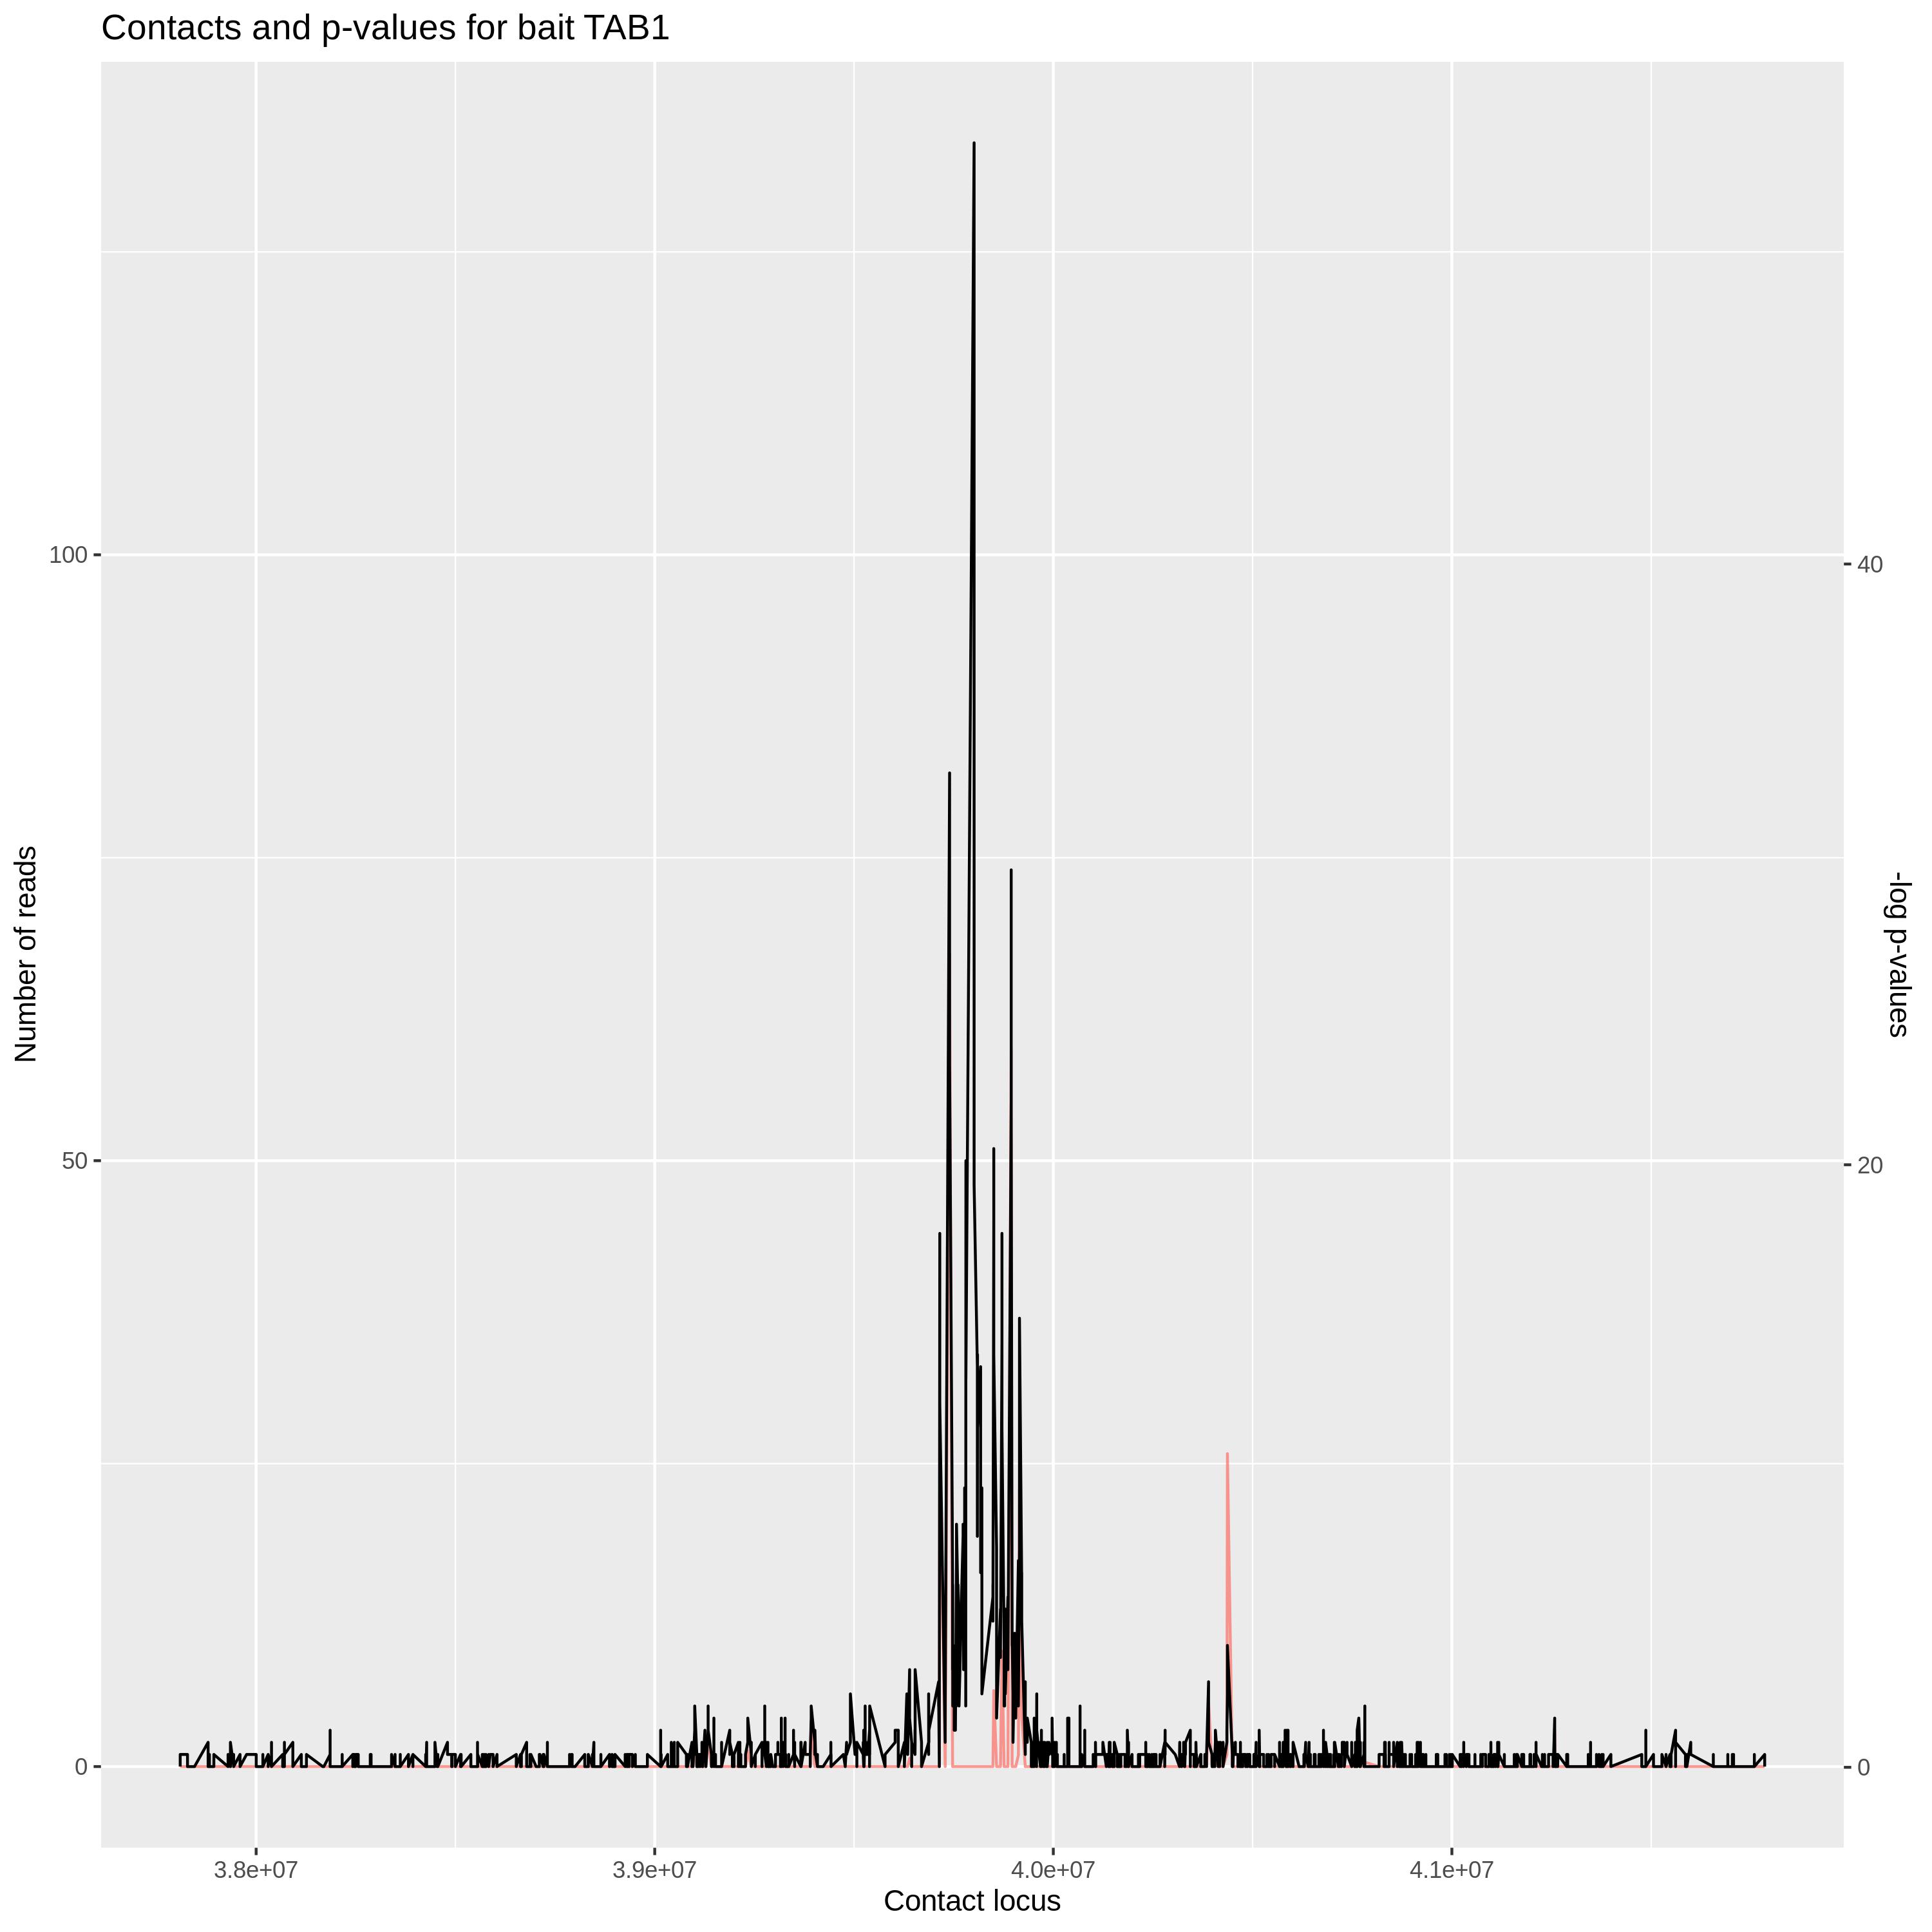 Contacts and p-values for bait TAB1
Number of reads
100
50
0
40
20
0
-log p-values
3.8e+07
3.9e+07
4.0e+07
4.1e+07
Contact locus